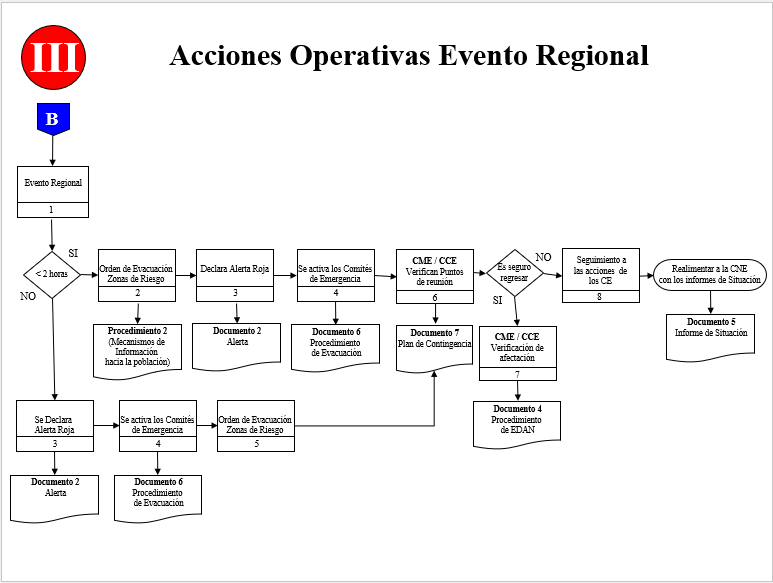 III
Acciones Operativas Evento Regional
B
Evento Regional
1
< 2 horas
SI
NO
Orden de Evacuación
Zonas de Riesgo
2
Procedimiento 2
(Mecanismos de
Información
hacia la población)
Declara Alerta Roja
3
Documento 2
Alerta
Se activa los Comités
de Emergencia
4
Documento 6
Procedimiento
de Evacuación
CME / CCE
Verifican Puntos
de reunión
6
Documento 7
Plan de Contingencia
Es seguro
regresar
NO
SI
CME / CCE
Verificación de
afectación
7
Documento 4
Procedimiento
de EDAN
Seguimiento a
las acciones de
los CE
8
Realimentar a la CNE
con los informes de Situación
Documento 5
Informe de Situación
Se Declara
Alerta Roja
3
Documento 2
Alerta
Se activa los Comités
de Emergencia
4
Documento 6
Procedimiento
de Evacuación
Orden de Evacuación
Zonas de Riesgo
5